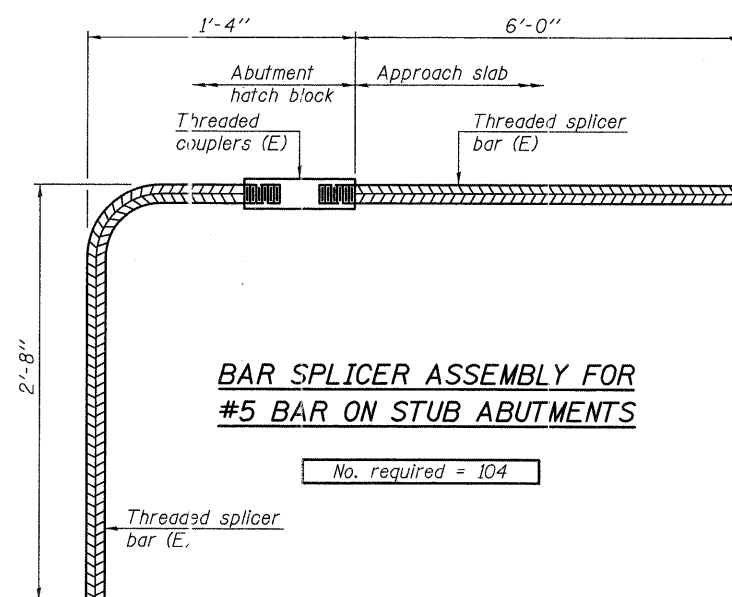 1'-4"
6'-0"
Abutment
hatch block
Approach slab
Threaded
couplers (E)
Threaded splicer
bar (E)
2'-8"
BAR SPLICER ASSEMBLY FOR
#5 BAR ON STUB ABUTMENTS
No. required = 104
Threaded splicer
bar (E)